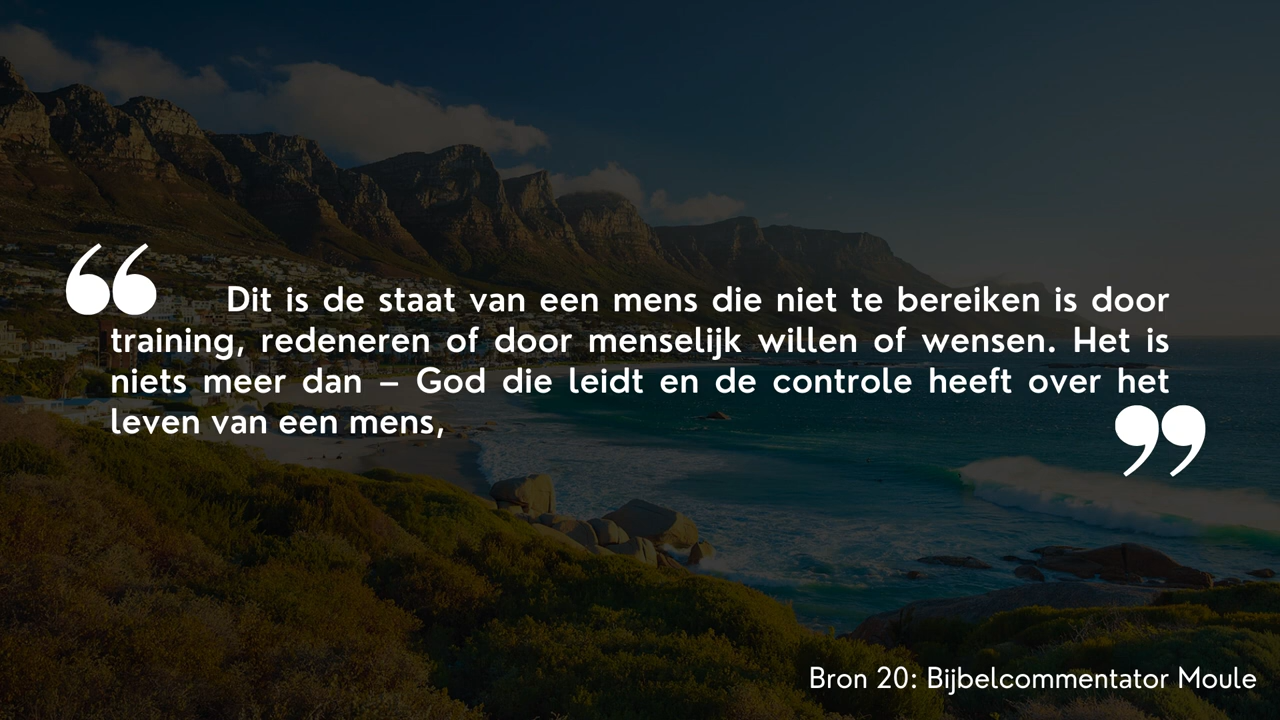 “ Dit is de staat van een mens die niet te bereiken is door
training, redeneren of door menselijk willen of wensen. Het is
niets meer dan – God die leidt en de controle heeft over het
leven van een mens, ”
Bron 20: Bijbelcommentator Moule